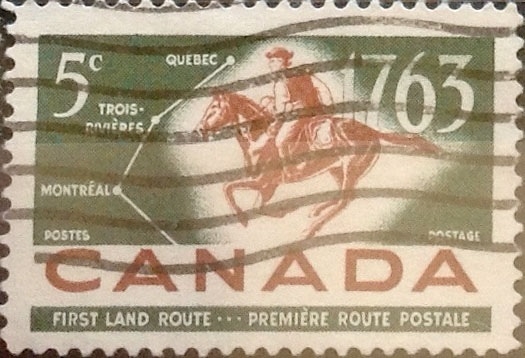 5c
QUEBEC
1763
TROIS-
RIVIÈRES
MONTRÉAL
POSTES
POSTAGE
CANADA
FIRST LAND ROUTE ··· PREMIÈRE ROUTE POSTALE